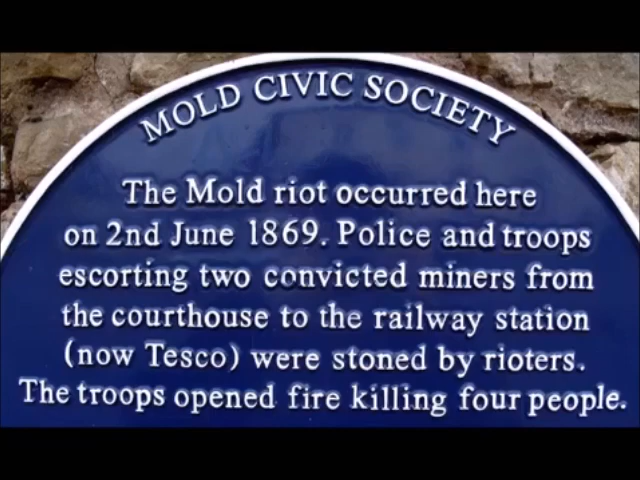 MOLD CIVIC SOCIETY
The Mold riot occurred here
on 2nd June 1869. Police and troops
escorting two convicted miners from
the courthouse to the railway station
(now Tesco) were stoned by rioters.
The troops opened fire killing four people.